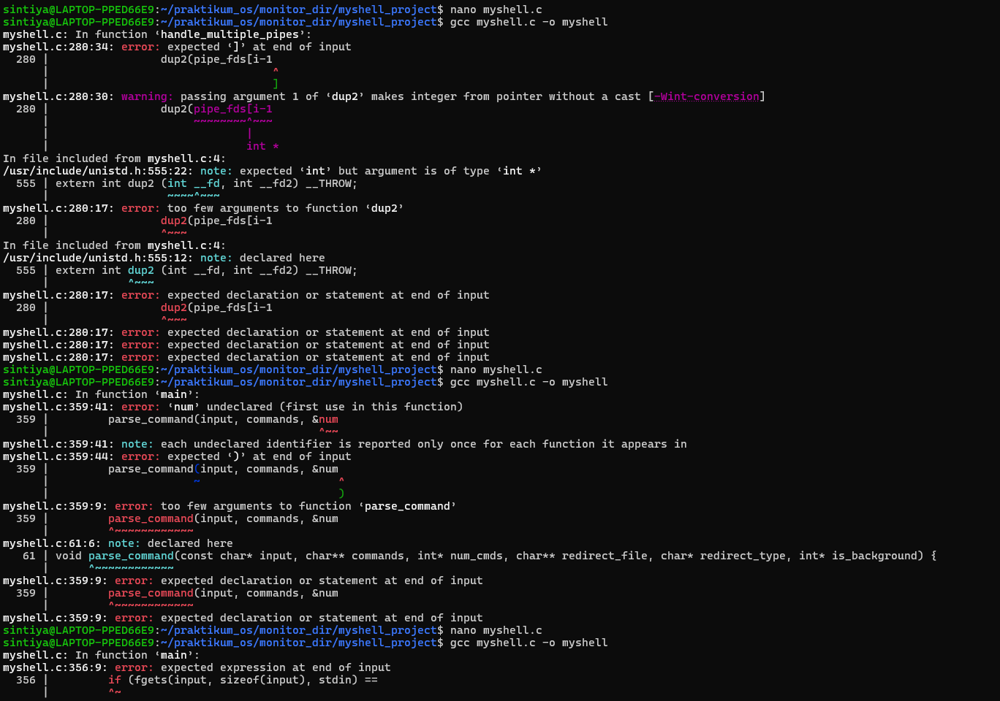 sintiya@LAPTOP-PPED66E9:~/praktikum_os/monitor_dir/myshell_project$ nano myshell.c
sintiya@LAPTOP-PPED66E9:~/praktikum_os/monitor_dir/myshell_project$ gcc myshell.c -o myshell
myshell.c: In function ‘handle_multiple_pipes’:
myshell.c:280:34: error: expected ‘]’ at end of input
  280 |                 dup2(pipe_fds[i-1
      |                                  ^
      |                                  ]
myshell.c:280:30: warning: passing argument 1 of ‘dup2’ makes integer from pointer without a cast [-Wint-conversion]
  280 |                 dup2(pipe_fds[i-1
      |                      ~~~~~~~~^~~~
      |                              |
      |                              int *
In file included from myshell.c:4:
/usr/include/unistd.h:555:22: note: expected ‘int’ but argument is of type ‘int *’
  555 | extern int dup2 (int __fd, int __fd2) __THROW;
      |                  ~~~~^~~~
myshell.c:280:17: error: too few arguments to function ‘dup2’
  280 |                 dup2(pipe_fds[i-1
      |                 ^~~~
In file included from myshell.c:4:
/usr/include/unistd.h:555:12: note: declared here
  555 | extern int dup2 (int __fd, int __fd2) __THROW;
      |            ^~~~
myshell.c:280:17: error: expected declaration or statement at end of input
  280 |                 dup2(pipe_fds[i-1
      |                 ^~~~
myshell.c:280:17: error: expected declaration or statement at end of input
myshell.c:280:17: error: expected declaration or statement at end of input
myshell.c:280:17: error: expected declaration or statement at end of input
sintiya@LAPTOP-PPED66E9:~/praktikum_os/monitor_dir/myshell_project$ nano myshell.c
sintiya@LAPTOP-PPED66E9:~/praktikum_os/monitor_dir/myshell_project$ gcc myshell.c -o myshell
myshell.c: In function ‘main’:
myshell.c:359:41: error: ‘num’ undeclared (first use in this function)
  359 |         parse_command(input, commands, &num
      |                                         ^~~
myshell.c:359:41: note: each undeclared identifier is reported only once for each function it appears in
myshell.c:359:44: error: expected ‘)’ at end of input
  359 |         parse_command(input, commands, &num
      |                      ~                     ^
      |                                            )
myshell.c:359:9: error: too few arguments to function ‘parse_command’
  359 |         parse_command(input, commands, &num
      |         ^~~~~~~~~~~~~
myshell.c:61:6: note: declared here
   61 | void parse_command(const char* input, char** commands, int* num_cmds, char** redirect_file, char* redirect_type, int* is_background) {
      |      ^~~~~~~~~~~~~
myshell.c:359:9: error: expected declaration or statement at end of input
  359 |         parse_command(input, commands, &num
      |         ^~~~~~~~~~~~~
myshell.c:359:9: error: expected declaration or statement at end of input
sintiya@LAPTOP-PPED66E9:~/praktikum_os/monitor_dir/myshell_project$ nano myshell.c
sintiya@LAPTOP-PPED66E9:~/praktikum_os/monitor_dir/myshell_project$ gcc myshell.c -o myshell
myshell.c: In function ‘main’:
myshell.c:356:9: error: expected expression at end of input
  356 |         if (fgets(input, sizeof(input), stdin) ==
      |         ^~